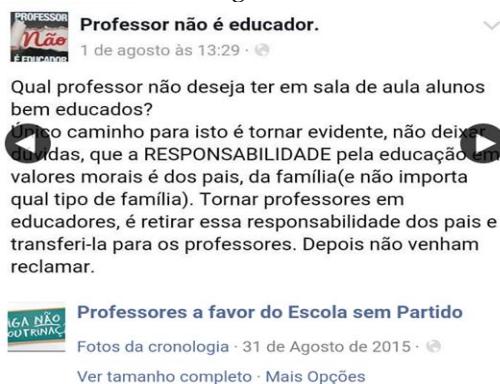 PROFESSOR
Não
É EDUCADOR
Professor não é educador.
1 de agosto às 13:29 ·
Qual professor não deseja ter em sala de aula alunos
bem educados?
Único caminho para isto é tornar evidente, não deixar
dúvidas, que a RESPONSABILIDADE pela educação em
valores morais é dos pais, da família(e não importa
qual tipo de família). Tornar professores em
educadores, é retirar essa responsabilidade dos pais e
transferi-la para os professores. Depois não venham
reclamar.
IGA NÃO
Professores a favor do Escola sem Partido
Fotos da cronologia · 31 de Agosto de 2015 ·
Ver tamanho completo · Mais Opções